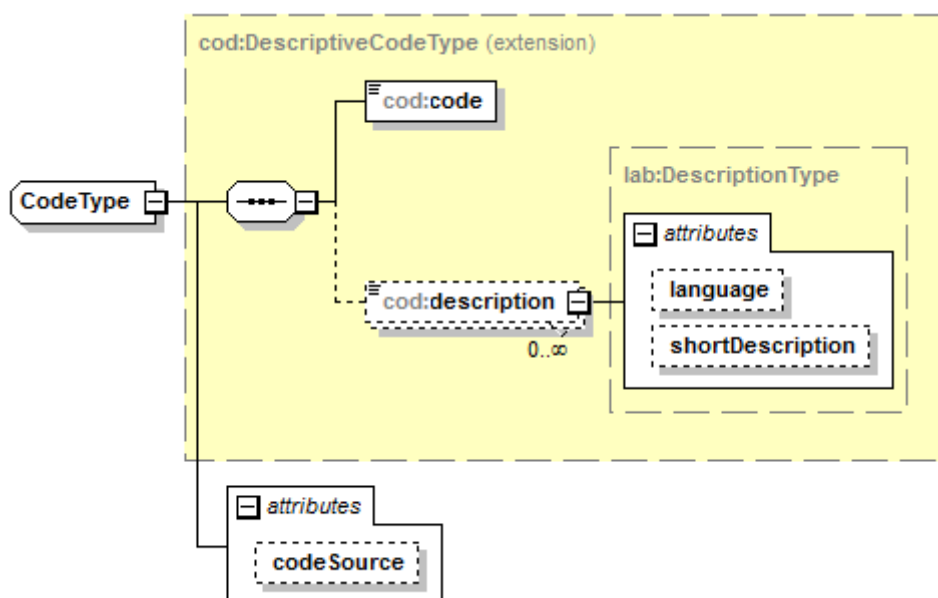 cod:DescriptiveCodeType (extension)
cod:code
lab:DescriptionType
CodeType
attributes
language
cod:description
shortDescription
0..∞
attributes
codeSource